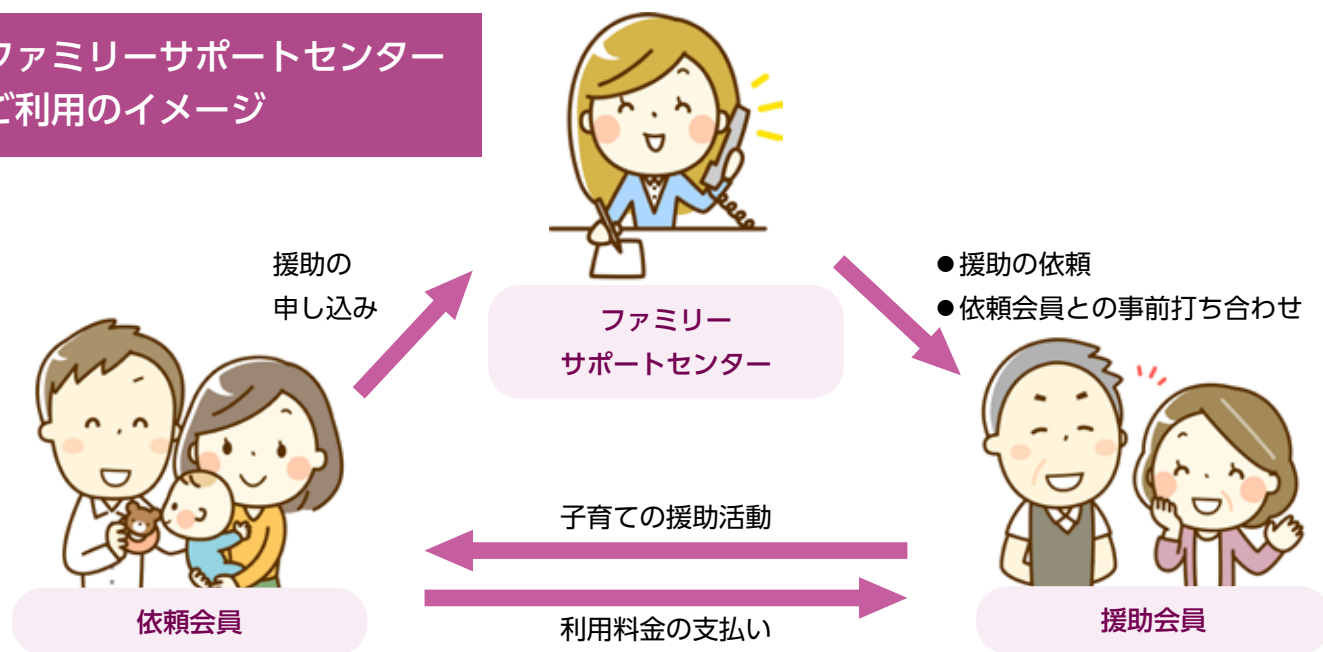 ファミリーサポートセンター
ご利用のイメージ
援助の
申し込み
●援助の依頼
●依頼会員との事前打ち合わせ
ファミリー
サポートセンター
子育ての援助活動
利用料金の支払い
依頼会員
援助会員